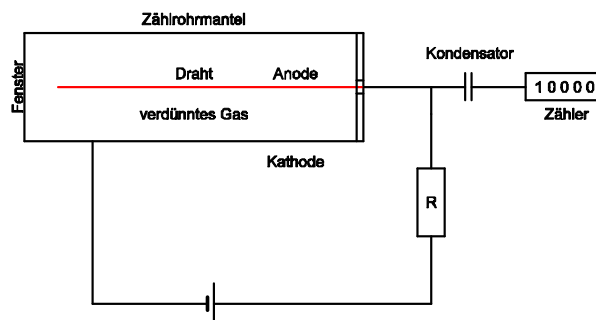 Zählrohrmantel
Kondensator
Fenster
Draht
Anode
10000
verdünntes Gas
Zähler
Kathode
R